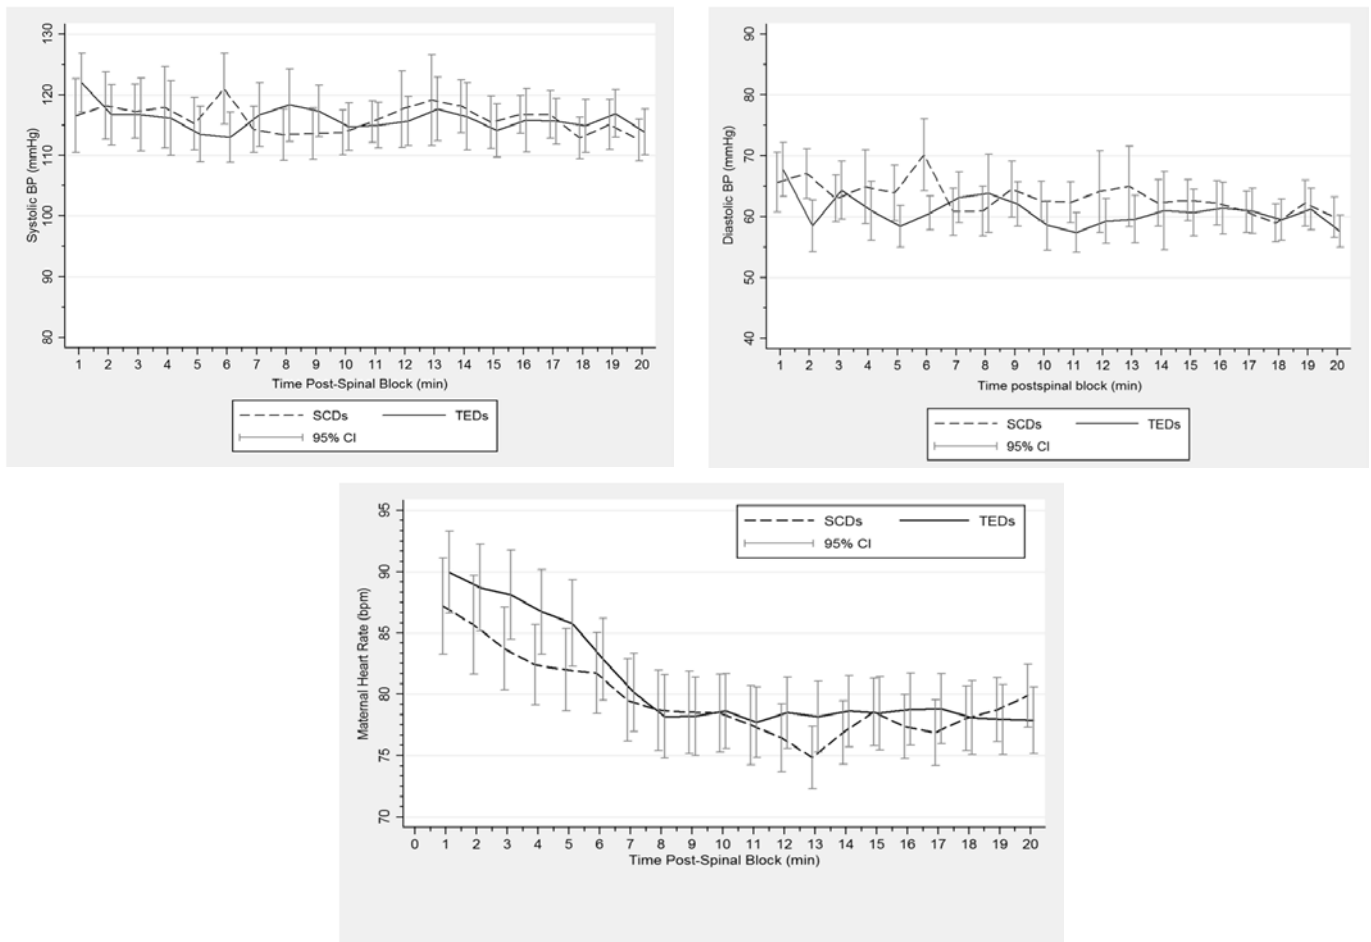 Systolic BP (mmHg)
130
120
110
100
90
80
1 2 3 4 5 6 7 8 9 10 11 12 13 14 15 16 17 18 19 20
Time Post-Spinal Block (min)
SCDs TEDs
95% CI
Diastolic BP (mmHg)
90
80
70
60
50
40
1 2 3 4 5 6 7 8 9 10 11 12 13 14 15 16 17 18 19 20
Time postspinal block (min)
SCDs TEDs
95% CI
Maternal Heart Rate (bpm)
95
90
85
80
75
70
SCDs TEDs
95% CI
0 1 2 3 4 5 6 7 8 9 10 11 12 13 14 15 16 17 18 19 20
Time Post-Spinal Block (min)